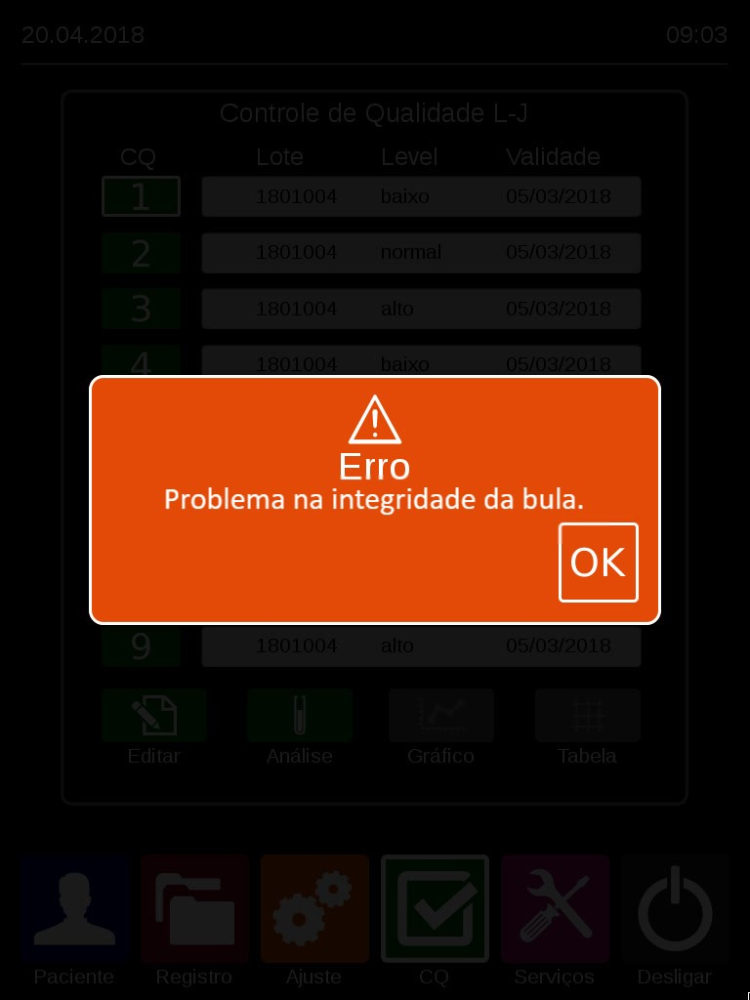 20.04.2018 09:03
Controle de Qualidade L-J
CQ Lote Level Validade
1 1801004 baixo 05/03/2018
2 1801004 normal 05/03/2018
3 1801004 alto 05/03/2018
4 1801004 baixo 05/03/2018
Erro
Problema na integridade da bula.
OK
9 1801004 alto 05/03/2018
Editar Análise Gráfico Tabela
Paciente Registro Ajuste CQ Serviços Desligar